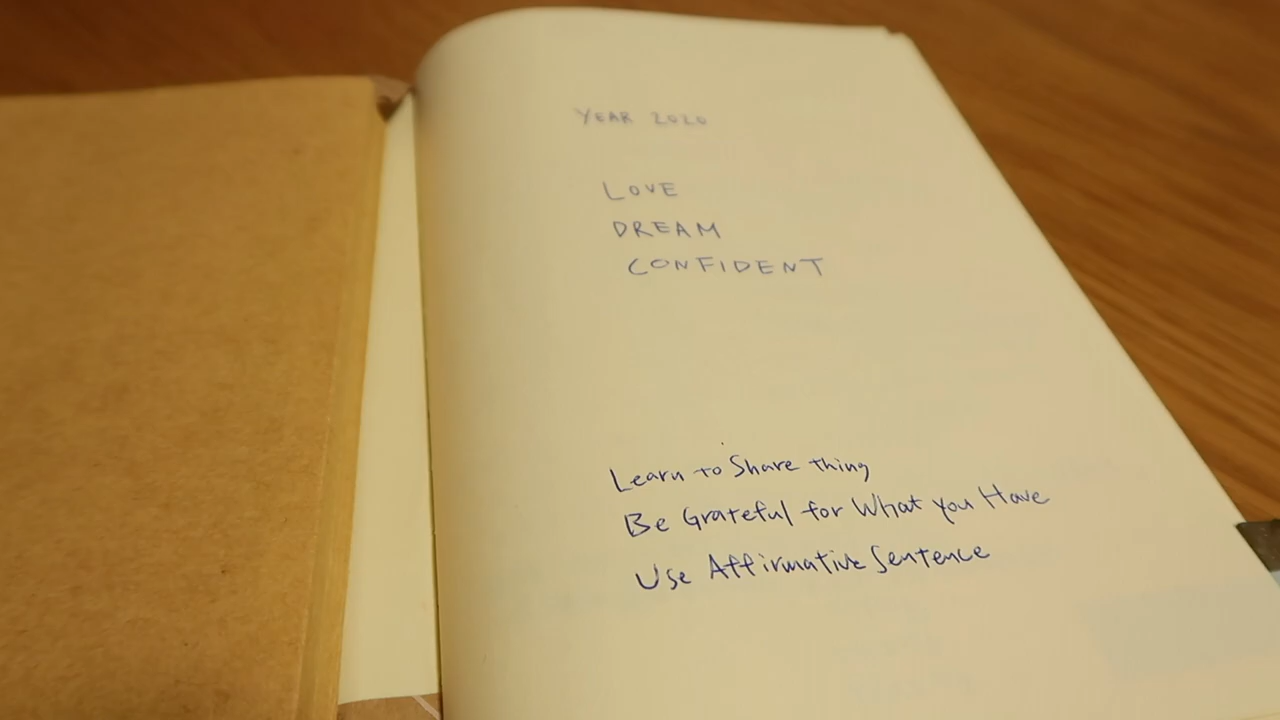 YEAR 2020
LOVE
DREAM
CONFIDENT
Learn to Share thing
Be Grateful for What you Have
Use Affirmative Sentence